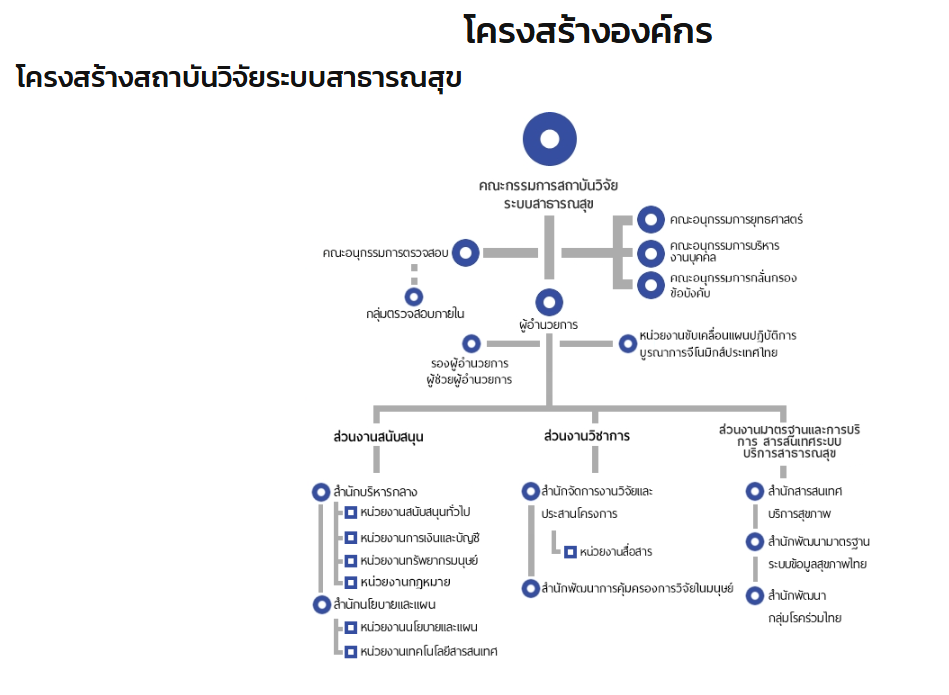 โครงสร้างองค์กร
โครงสร้างสถาบันวิจัยระบบสาธารณสุข
คณะกรรมการสถาบันวิจัย
ระบบสาธารณสุข
คณะอนุกรรมการยุทธศาสตร์
คณะอนุกรรมการตรวจสอบ
คณะอนุกรรมการบริหาร
งานบุคคล
คณะอนุกรรมการกลั่นกรอง
ข้อบังคับ
กลุ่มตรวจสอบภายใน
ผู้อำนวยการ
รองผู้อำนวยการ
ผู้ช่วยผู้อำนวยการ
หน่วยงานขับเคลื่อนแผนปฏิบัติการ
บูรณาการจีโนมิกส์ประเทศไทย
ส่วนงานสนับสนุน
สำนักบริหารกลาง
หน่วยงานสนับสนุนทั่วไป
หน่วยงานการเงินและบัญชี
หน่วยงานทรัพยากรมนุษย์
หน่วยงานกฎหมาย
สำนักนโยบายและแผน
หน่วยงานนโยบายและแผน
หน่วยงานเทคโนโลยีสารสนเทศ
ส่วนงานวิชาการ
สำนักจัดการงานวิจัยและ
ประสานโครงการ
หน่วยงานสื่อสาร
สำนักพัฒนาการคุ้มครองการวิจัยในมนุษย์
ส่วนงานมาตรฐานและการบริ
การ สารสนเทศระบบ
บริการสาธารณสุข
สำนักสารสนเทศ
บริการสุขภาพ
สำนักพัฒนามาตรฐาน
ระบบข้อมูลสุขภาพไทย
สำนักพัฒนา
กลุ่มโรคร่วมไทย